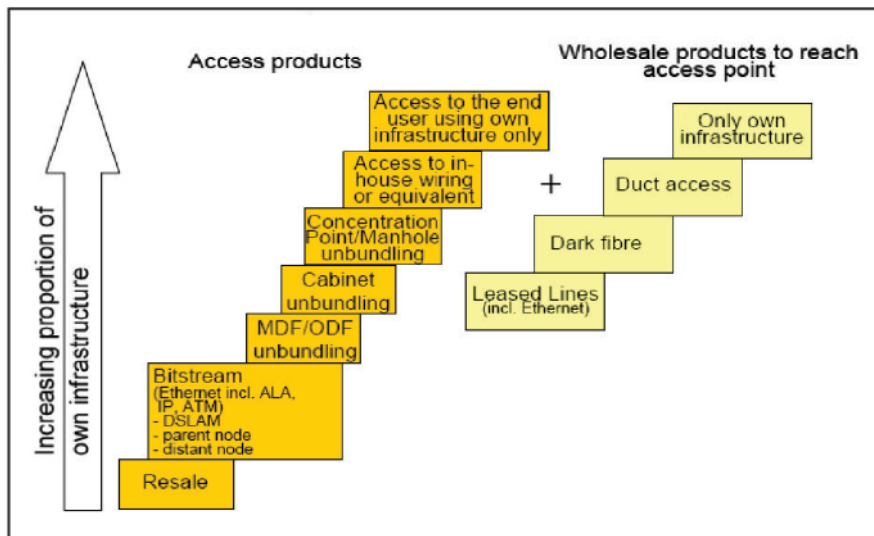 Access products
Wholesale products to reach
access point
Increasing proportion of
own infrastructure
Access to the end
user using own
infrastructure only
Access to in-
house wiring
or equivalent
Concentration
Point/Manhole
unbundling
Cabinet
unbundling
MDF/ODF
unbundling
Bitstream
(Ethernet incl. ALA,
IP, ATM)
- DSLAM
- parent node
- distant node
Resale
+
Only own
infrastructure
Duct access
Dark fibre
Leased Lines
(incl. Ethernet)